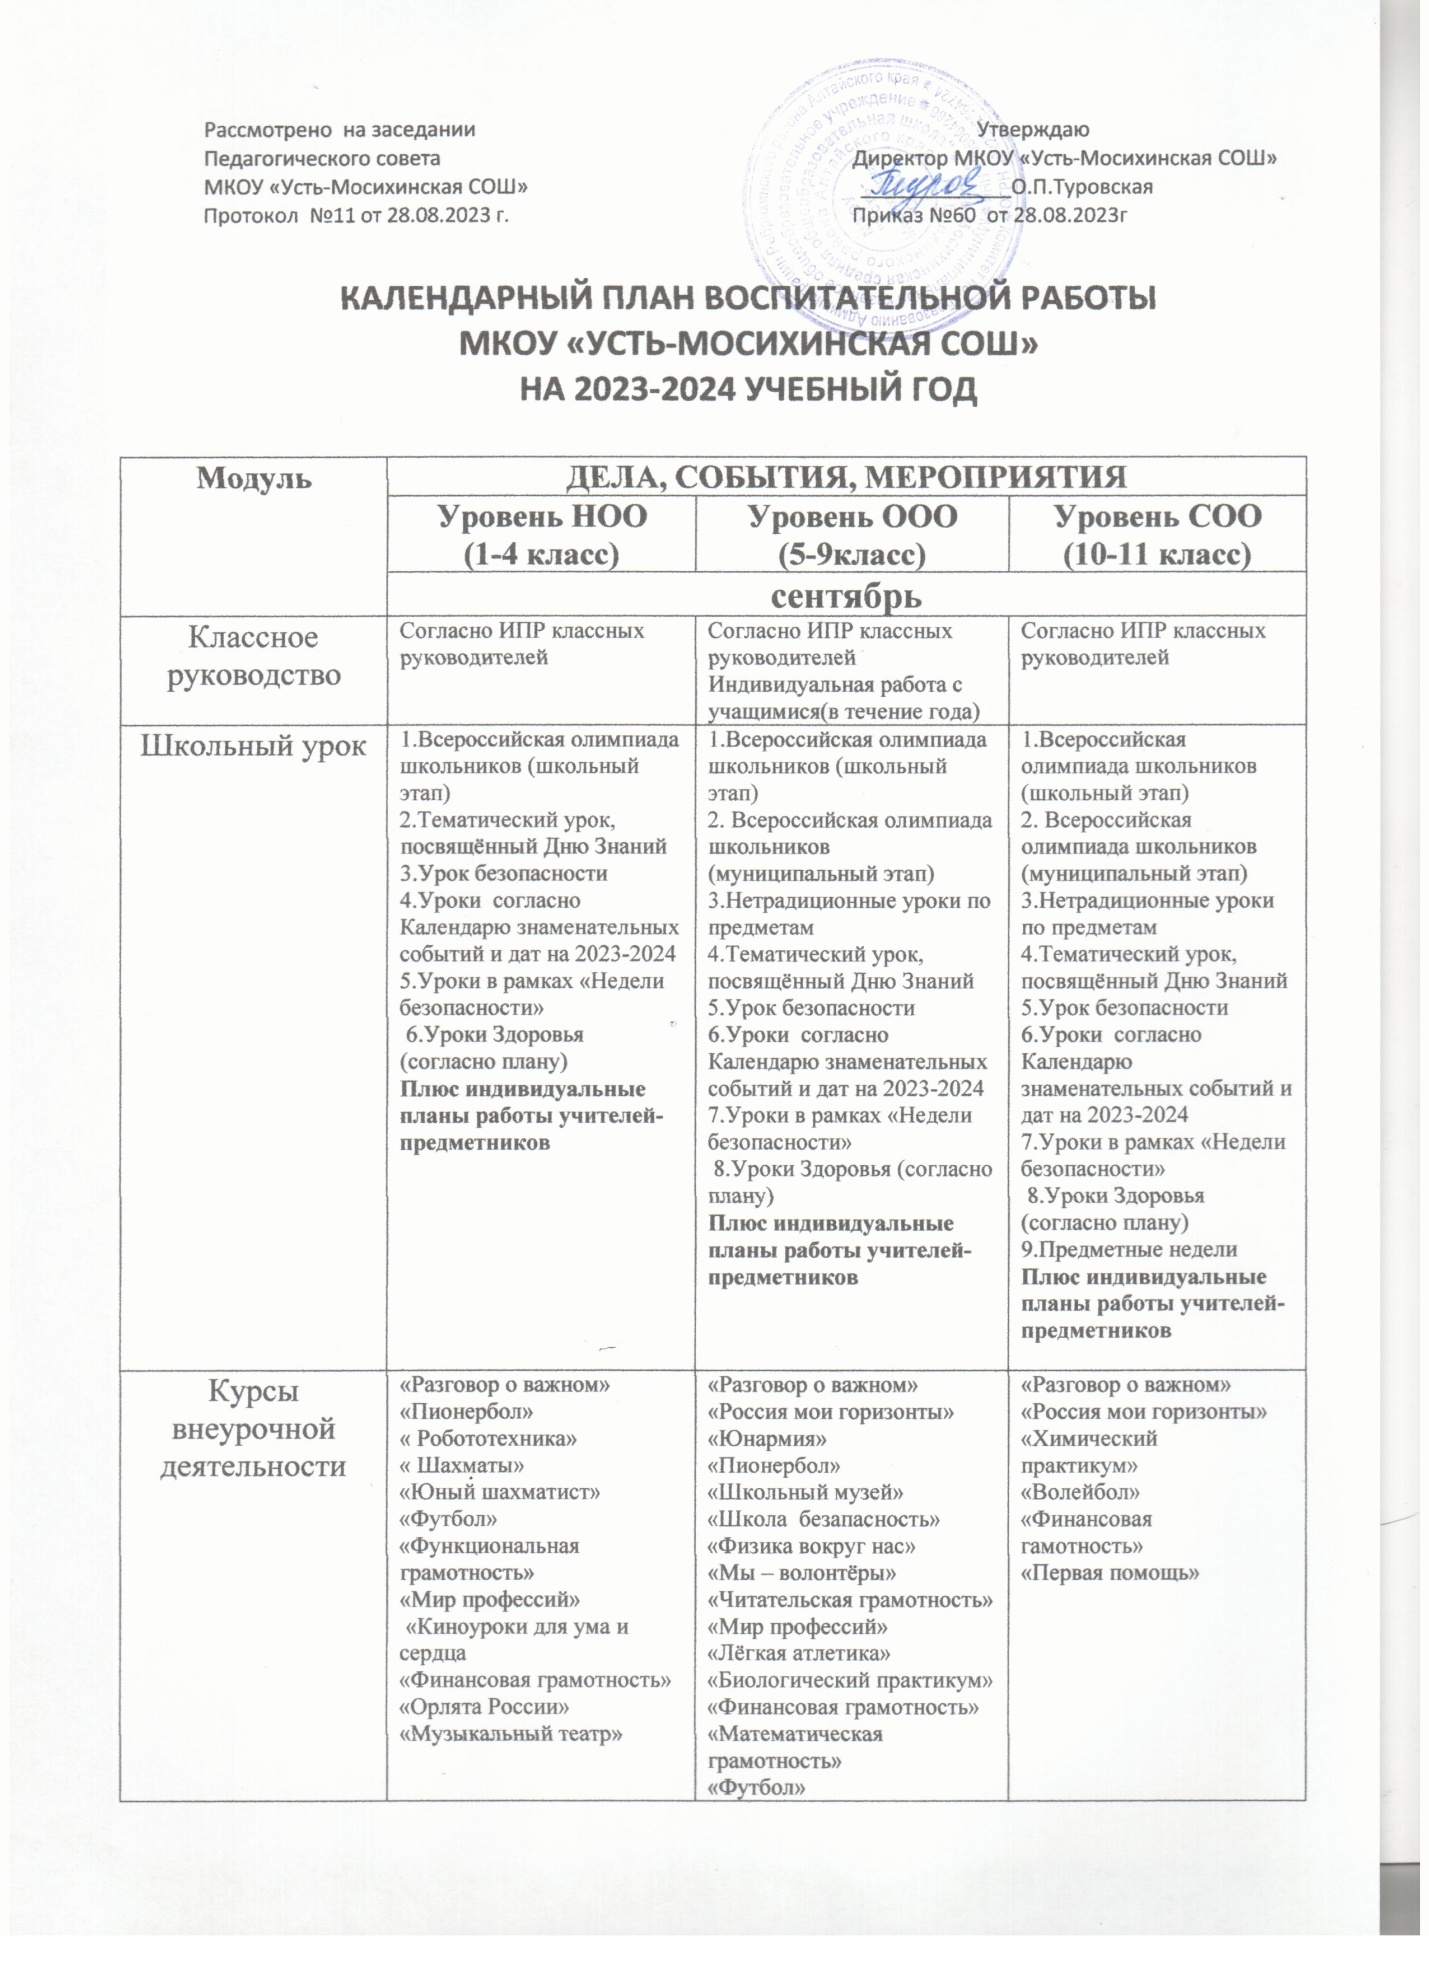 Рассмотрено  на заседании
Педагогического совета
МКОУ «Усть-Мосихинская СОШ»
Протокол  №11 от 28.08.2023 г.
Утверждаю
Директор МКОУ «Усть-Мосихинская СОШ»
О.П.Туровская
Приказ №60  от 28.08.2023г
КАЛЕНДАРНЫЙ ПЛАН ВОСПИТАТЕЛЬНОЙ РАБОТЫ
МКОУ «УСТЬ-МОСИХИНСКАЯ СОШ»
НА 2023-2024 УЧЕБНЫЙ ГОД
Модуль
ДЕЛА, СОБЫТИЯ, МЕРОПРИЯТИЯ
Уровень НОО
(1-4 класс)
Уровень ООО
(5-9класс)
Уровень СОО
(10-11 класс)
сентябрь
Классное
руководство
Согласно ИПР классных
руководителей
Согласно ИПР классных
руководителей
Индивидуальная работа с
учащимися(в течение года)
Согласно ИПР классных
руководителей
Школьный урок
1.Всероссийская олимпиада
школьников (школьный
этап)
2.Тематический урок,
посвящённый Дню Знаний
3.Урок безопасности
4.Уроки  согласно
Календарю знаменательных
событий и дат на 2023-2024
5.Уроки в рамках «Недели
безопасности»
6.Уроки Здоровья
(согласно плану)
Плюс индивидуальные
планы работы учителей-
предметников
1.Всероссийская олимпиада
школьников (школьный
этап)
2. Всероссийская олимпиада
школьников
(муниципальный этап)
3.Нетрадиционные уроки по
предметам
4.Тематический урок,
посвящённый Дню Знаний
5.Урок безопасности
6.Уроки  согласно
Календарю знаменательных
событий и дат на 2023-2024
7.Уроки в рамках «Недели
безопасности»
8.Уроки Здоровья (согласно
плану)
Плюс индивидуальные
планы работы учителей-
предметников
1.Всероссийская
олимпиада школьников
(школьный этап)
2. Всероссийская
олимпиада школьников
(муниципальный этап)
3.Нетрадиционные уроки
по предметам
4.Тематический урок,
посвящённый Дню Знаний
5.Урок безопасности
6.Уроки  согласно
Календарю
знаменательных событий и
дат на 2023-2024
7.Уроки в рамках «Недели
безопасности»
8.Уроки Здоровья
(согласно плану)
9.Предметные недели
Плюс индивидуальные
планы работы учителей-
предметников
Курсы
внеурочной
деятельности
«Разговор о важном»
«Пионербол»
« Робототехника»
« Шахматы»
«Юный шахматист»
«Футбол»
«Функциональная
грамотность»
«Мир профессий»
«Киноуроки для ума и
сердца
«Финансовая грамотность»
«Орлята России»
«Музыкальный театр»
«Разговор о важном»
«Россия мои горизонты»
«Юнармия»
«Пионербол»
«Школьный музей»
«Школа  безапасность»
«Физика вокруг нас»
«Мы – волонтёры»
«Читательская грамотность»
«Мир профессий»
«Лёгкая атлетика»
«Биологический практикум»
«Финансовая грамотность»
«Математическая
грамотность»
«Футбол»
«Разговор о важном»
«Россия мои горизонты»
«Химический
практикум»
«Волейбол»
«Финансовая
гамотность»
«Первая помощь»